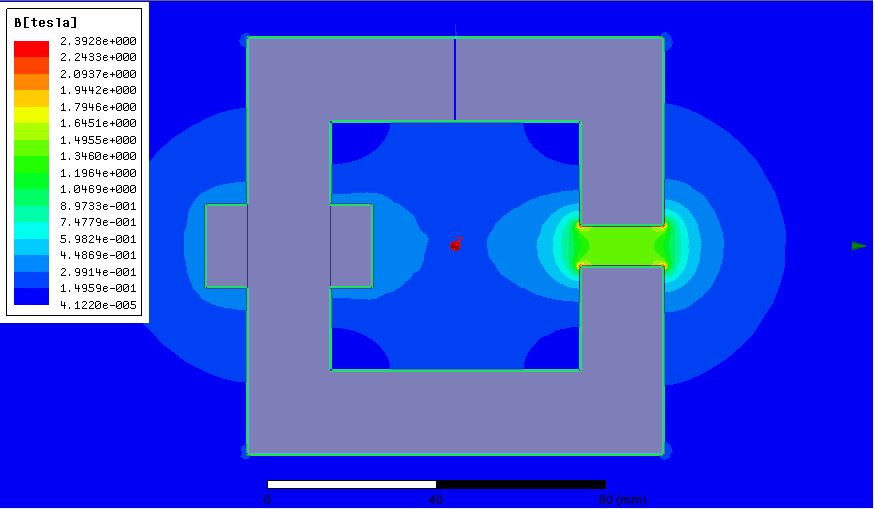 B[tesla]
2.3928e+000
2.2433e+000
2.0937e+000
1.9442e+000
1.7946e+000
1.6451e+000
1.4955e+000
1.3460e+000
1.1964e+000
1.0469e+000
8.9733e-001
7.4779e-001
5.9824e-001
4.4869e-001
2.9914e-001
1.4959e-001
4.1220e-005
0 40 80 (mm)